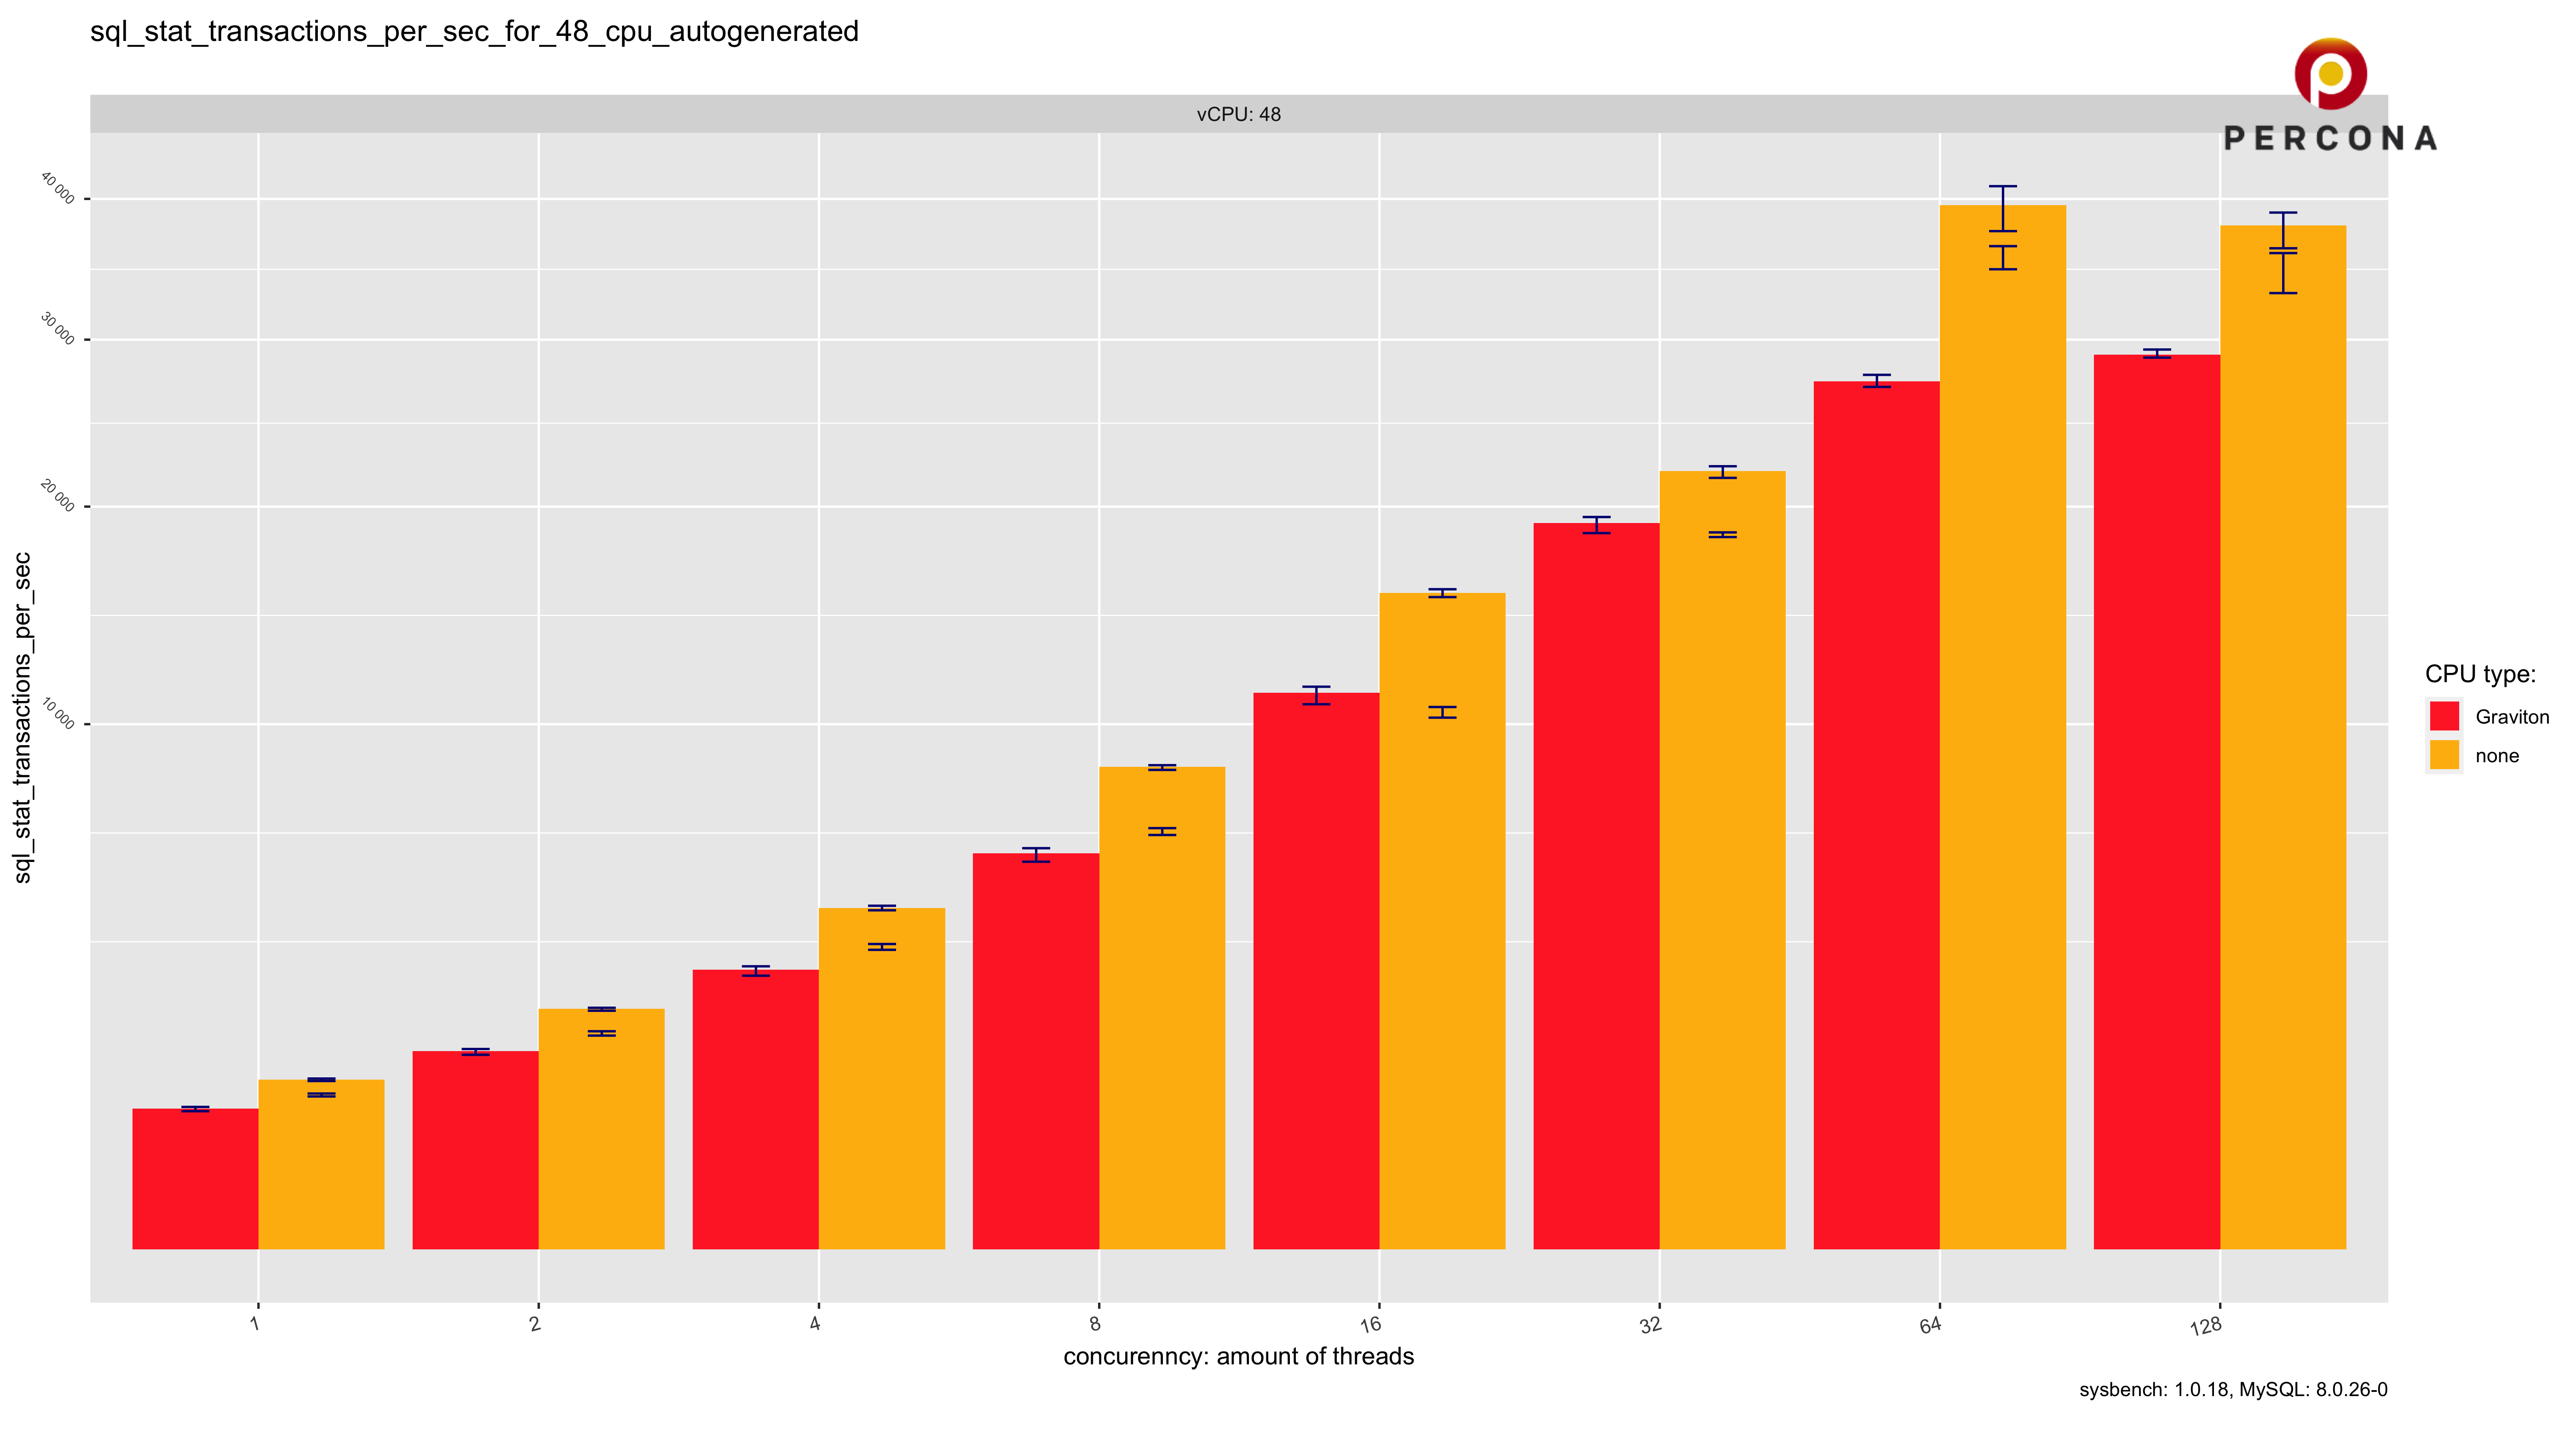 sql_stat_transactions_per_sec_for_48_cpu_autogenerated
PERCONA
vCPU: 48
sql_stat_transactions_per_sec
40 000
30 000
20 000
10 000
1
2
4
8
16
32
64
128
concurenncy: amount of threads
CPU type:
Graviton
none
sysbench: 1.0.18, MySQL: 8.0.26-0